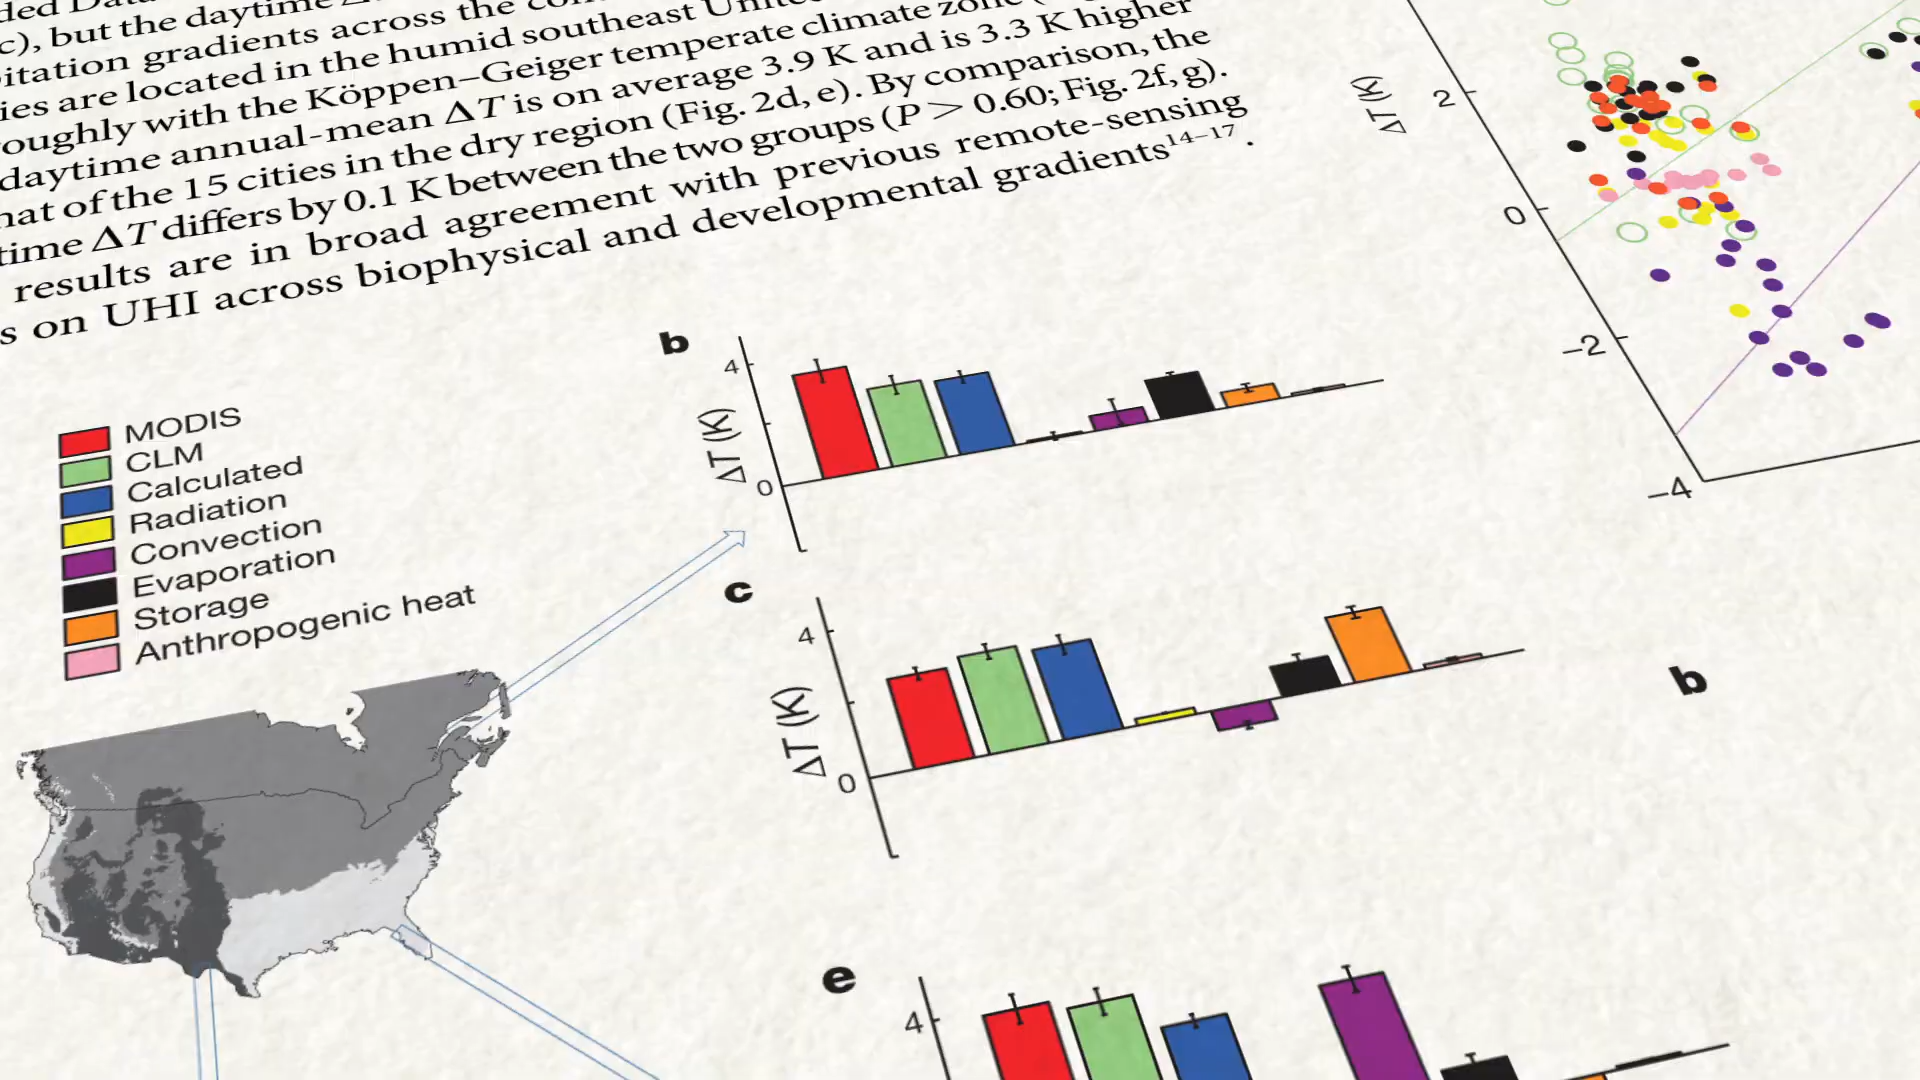 c), but the daytime
itation gradients across the
ies are located in the humid southeast
roughly with the Köppen–Geiger temperate climate
daytime annual-mean ΔT is on average 3.9 K and is 3.3 K higher
hat of the 15 cities in the dry region (Fig. 2d, e). By comparison, the
time ΔT differs by 0.1 K between the two groups (P > 0.60; Fig. 2f, g).
results are in broad agreement with previous remote-sensing
s on UHI across biophysical and developmental gradients14–17.
MODIS
CLM
Calculated
Radiation
Convection
Evaporation
Storage
Anthropogenic heat
b
4
ΔT (K)
0
c
4
ΔT (K)
0
e
4
ΔT (K)
2
0
–2
–4
b